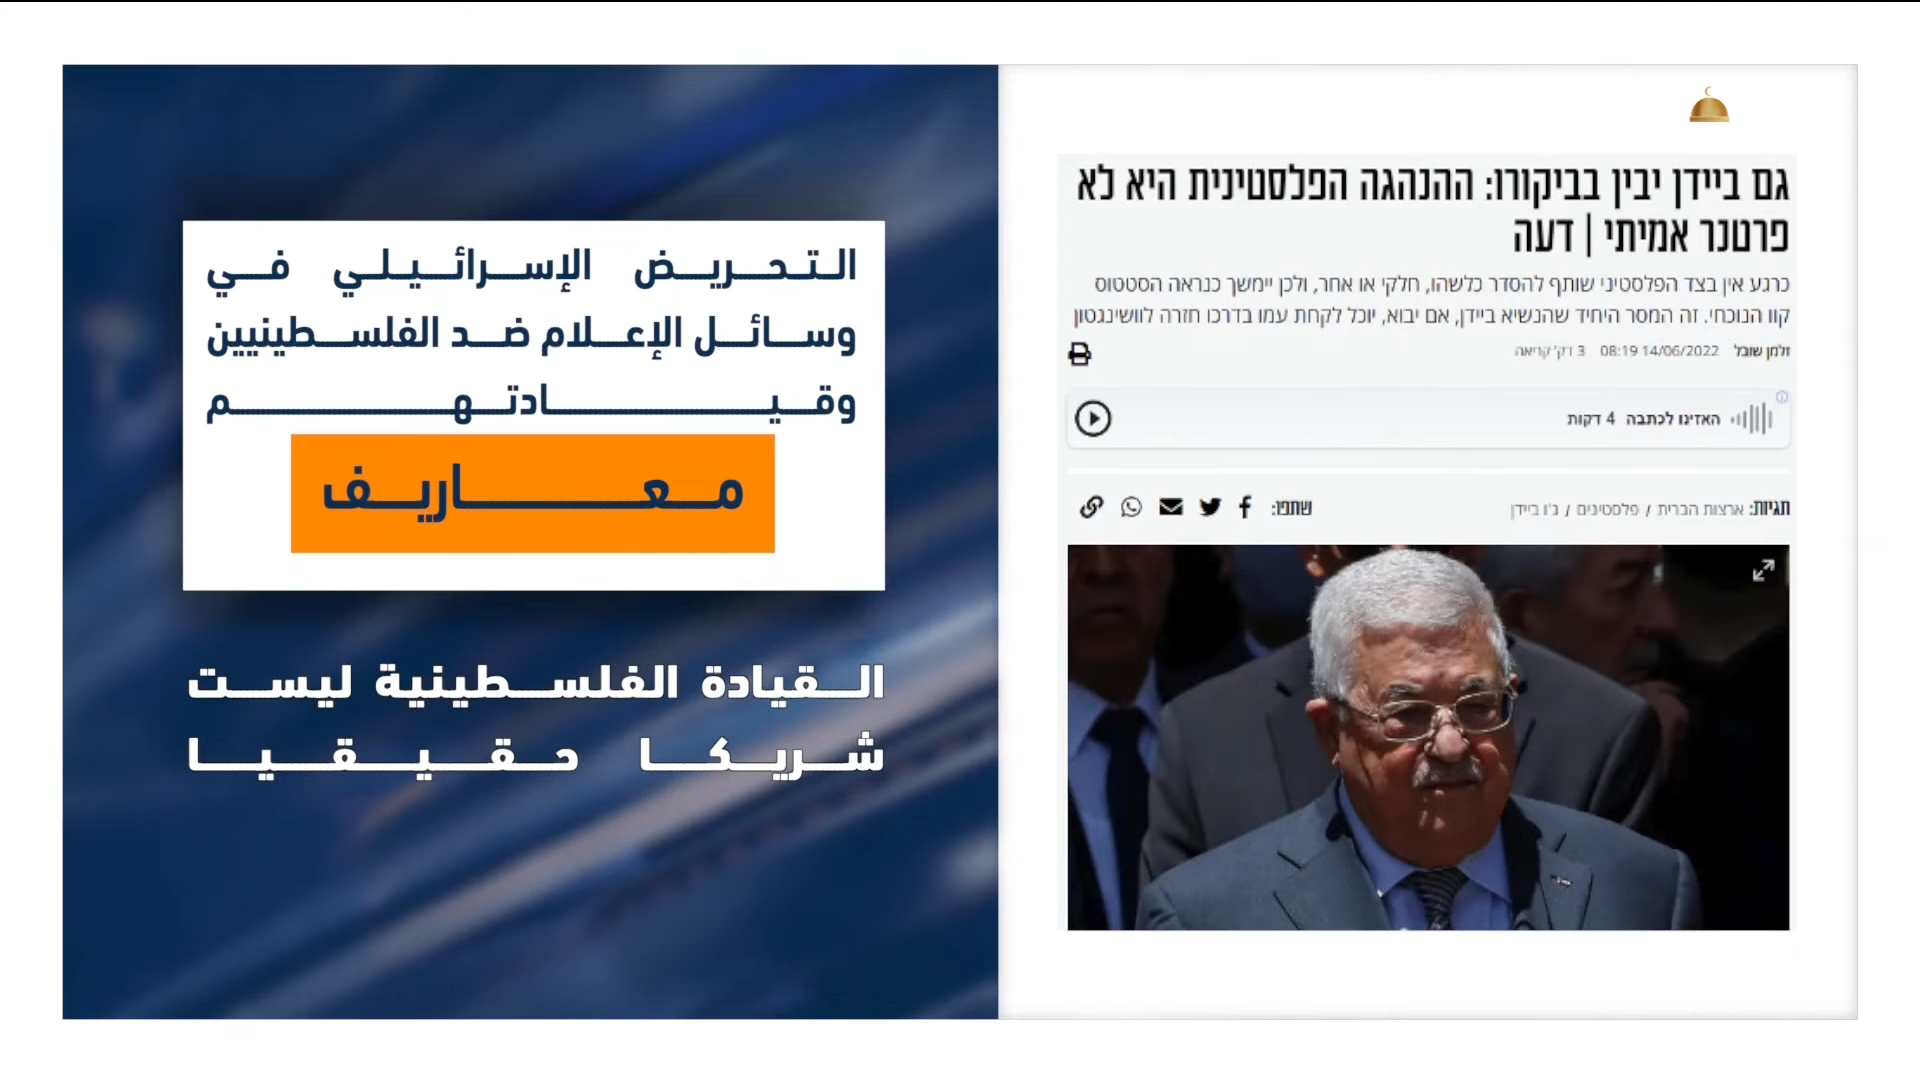 التحريض الإسرائيلي في
وسائل الإعلام ضد الفلسطينيين
وقيادتهم
معاريف
القيادة الفلسطينية ليست
شريكا حقيقيا
גם ביידן יבין בביקורו: ההנהגה הפלסטינית היא לא
פרטנר אמיתי | דעה
כרגע אין בצד הפלסטיני שותף להסדר כלשהו, חלקי או אחר, ולכן יימשך כנראה הסטטוס
קוו הנוכחי. זה המסר היחיד שהנשיא ביידן, אם יבוא, יוכל לקחת עמו בדרכו חזרה לוושינגטון
זלמן שובל 14/06/2022 08:19 3 דק' קריאה
האזינו לכתבה 4 דקות
תגיות: ארצות הברית / פלסטינים / ג'ו ביידן שתפו: